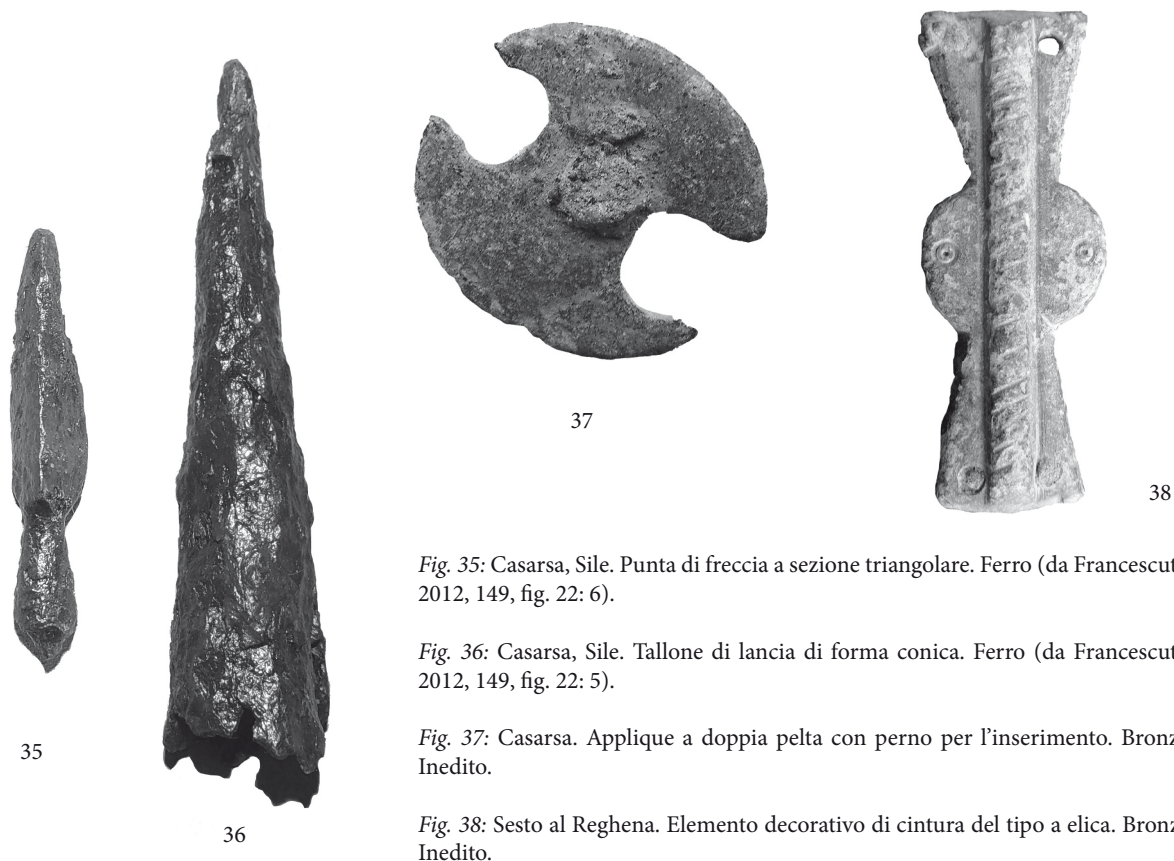 37
38
35
36
Fig. 35: Casarsa, Sile. Punta di freccia a sezione triangolare. Ferro (da Francescut
2012, 149, fig. 22: 6).
Fig. 36: Casarsa, Sile. Tallone di lancia di forma conica. Ferro (da Francescut
2012, 149, fig. 22: 5).
Fig. 37: Casarsa. Applique a doppia pelta con perno per l'inserimento. Bronz
Inedito.
Fig. 38: Sesto al Reghena. Elemento decorativo di cintura del tipo a elica. Bronz
Inedito.